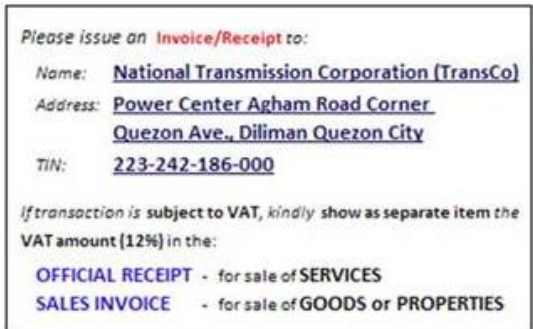 Please issue an Invoice/Receipt to:
Name: National Transmission Corporation (TransCo)
Address: Power Center Agham Road Corner
Quezon Ave., Diliman Quezon City
TIN: 223-242-186-000
If transaction is subject to VAT, kindly show as separate item the
VAT amount (12%) in the:
OFFICIAL RECEIPT - for sale of SERVICES
SALES INVOICE - for sale of GOODS or PROPERTIES